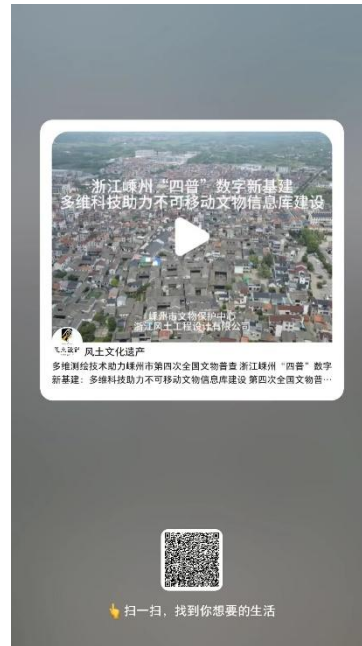 浙江嵊州“四普”数字新基建
多维科技助力不可移动文物信息库建设
嵊州市文物保护中心
浙江风土工程设计有限公司
风土文化遗产
多维测绘技术助力嵊州市第四次全国文物普查 浙江嵊州 “四普” 数字
新基建：多维科技助力不可移动文物信息库建设 第四次全国文物普…
👆扫一扫，找到你想要的生活